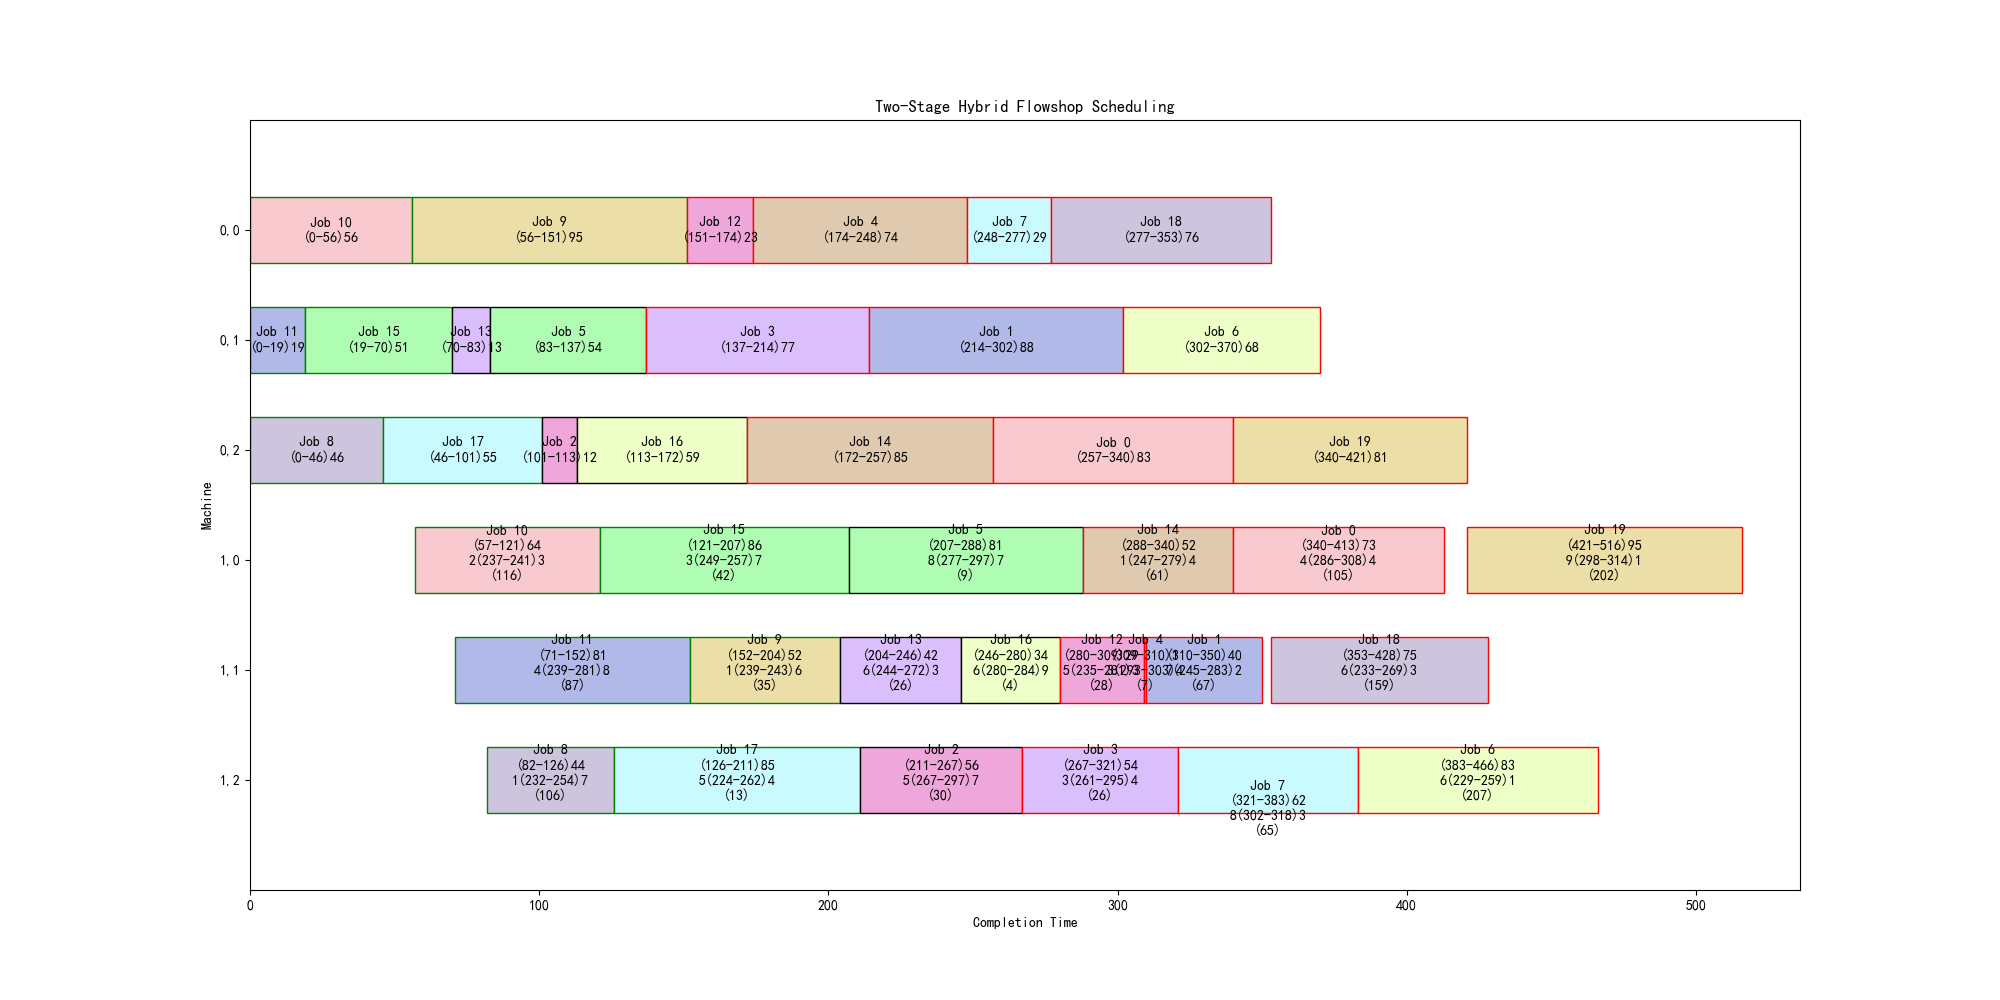 Two-Stage Hybrid Flowshop Scheduling
0,0
Job 10
(0-56)56
Job 9
(56-151)95
Job 12
(151-174)23
Job 4
(174-248)74
Job 7
(248-277)29
Job 18
(277-353)76
0,1
Job 11
(0-19)19
Job 15
(19-70)51
Job 13
(70-83)13
Job 5
(83-137)54
Job 3
(137-214)77
Job 1
(214-302)88
Job 6
(302-370)68
0,2
Job 8
(0-46)46
Job 17
(46-101)55
Job 2
(101-113)12
Job 16
(113-172)59
Job 14
(172-257)85
Job 0
(257-340)83
Job 19
(340-421)81
Machine
1,0
Job 10
(57-121)64
2(237-241)3
(116)
Job 15
(121-207)86
3(249-257)7
(42)
Job 5
(207-288)81
8(277-297)7
(9)
Job 14
(288-340)52
1(247-279)4
(61)
Job 0
(340-413)73
4(286-308)4
(105)
Job 19
(421-516)95
9(298-314)1
(202)
1,1
Job 11
(71-152)81
4(239-281)8
(87)
Job 9
(152-204)52
1(239-243)6
(35)
Job 13
(204-246)42
6(244-272)3
(26)
Job 16
(246-280)34
6(280-284)9
(4)
Job 12
(280-309)29
(28)
Job 4
(309-310)1
(7)
Job 1
(310-350)40
(245-283)2
(67)
Job 18
(353-428)75
6(233-269)3
(159)
1,2
Job 8
(82-126)44
1(232-254)7
(106)
Job 17
(126-211)85
5(224-262)4
(13)
Job 2
(211-267)56
5(267-297)7
(30)
Job 3
(267-321)54
3(261-295)4
(26)
Job 7
(321-383)62
8(302-318)3
(65)
Job 6
(383-466)83
6(229-259)1
(207)
0
100
200
300
400
500
Completion Time